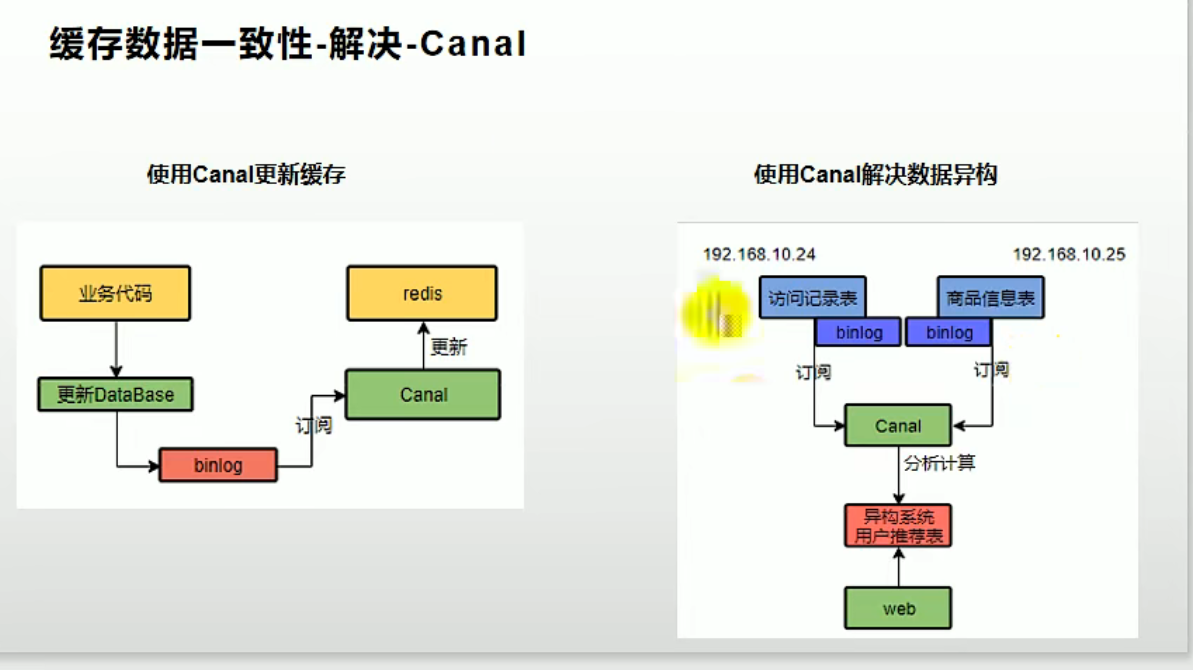 缓存数据一致性-解决-Canal
使用Canal更新缓存
业务代码
redis
更新
更新DataBase
Canal
订阅
binlog
使用Canal解决数据异构
192.168.10.24
192.168.10.25
访问记录表
商品信息表
binlog
binlog
订阅
订阅
Canal
分析计算
异构系统
用户推荐表
web